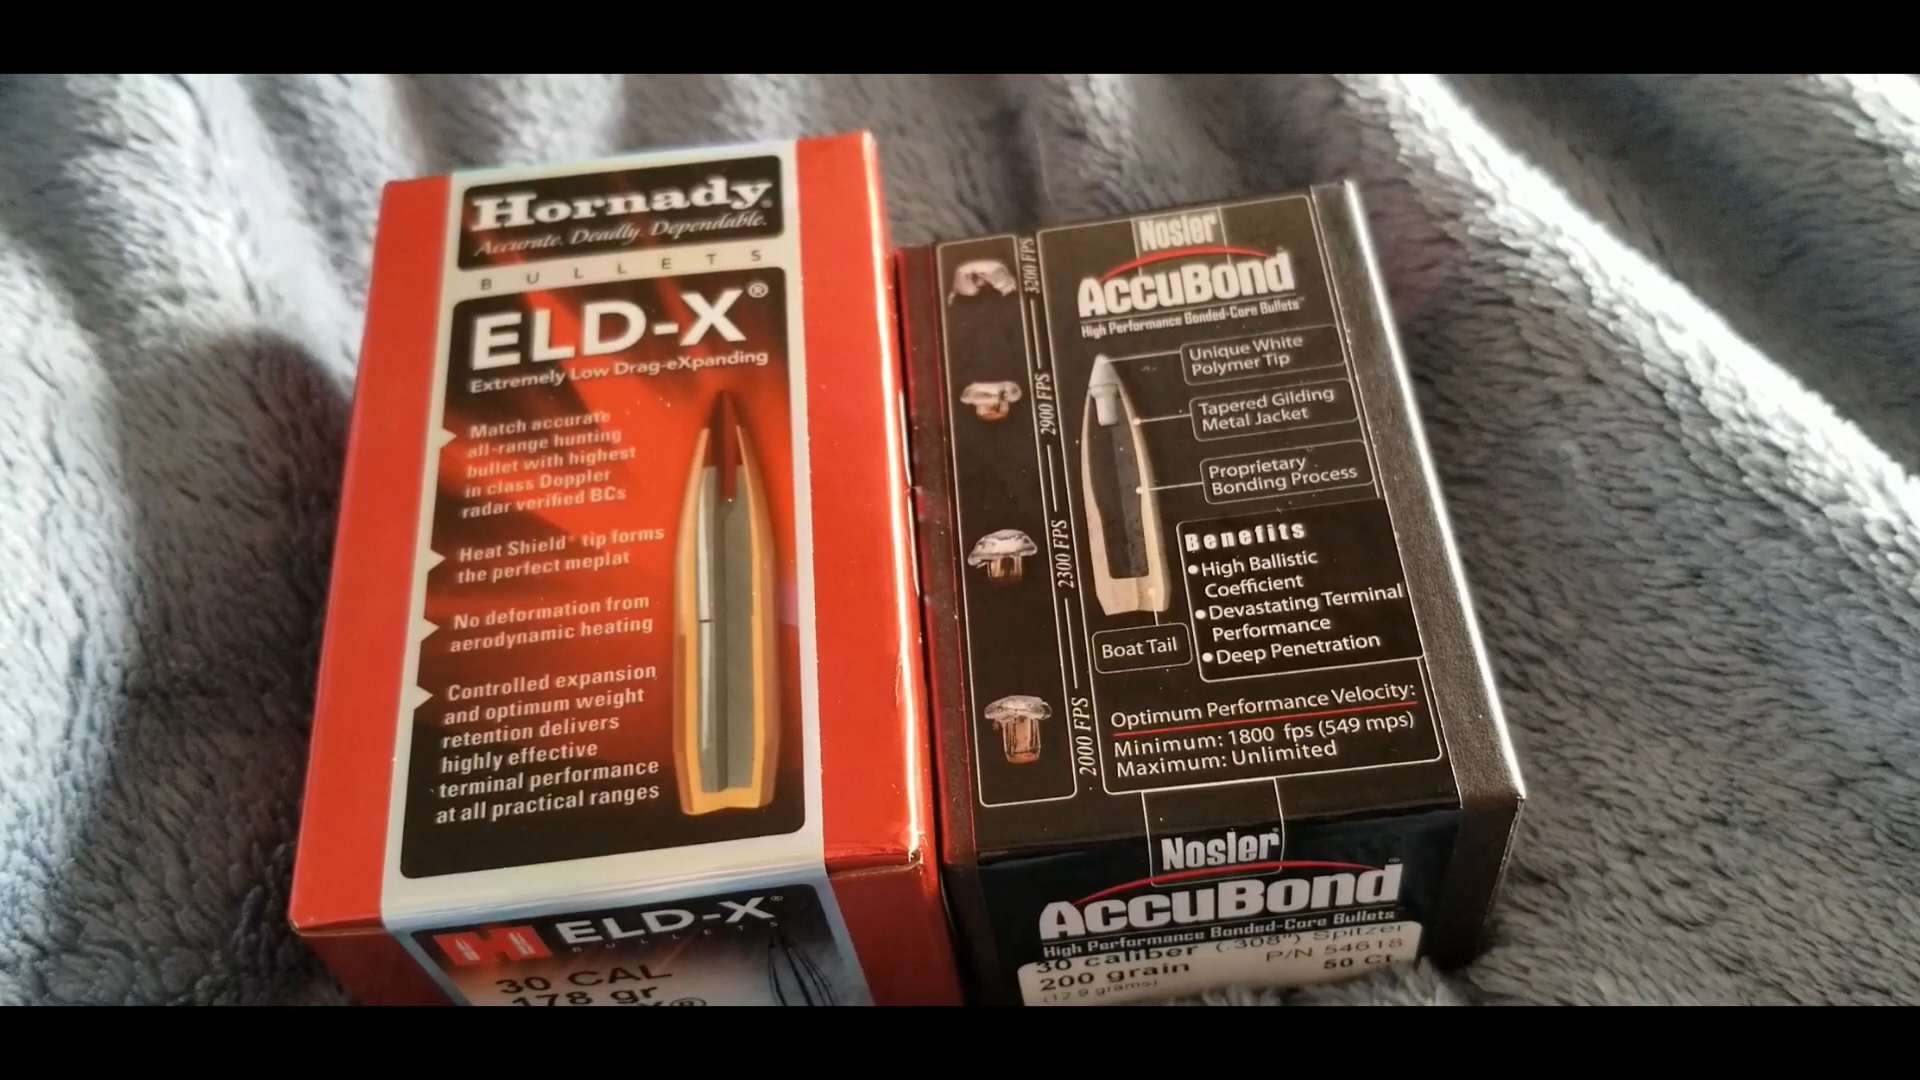 Hornady®
Accurate. Deadly. Dependable.
BULLETS
ELD-X®
Extremely Low Drag-eXpanding
Match accurate
all-range hunting
bullet with highest
in class Doppler
radar verified BCs
Heat Shield® tip forms
the perfect meplat
No deformation from
aerodynamic heating
Controlled expansion
and optimum weight
retention delivers
highly effective
terminal performance
at all practical ranges
H ELD-X®
BULLETS
30 CAL
178 gr
3200 FPS
2900 FPS
2300 FPS
2000 FPS
Nosler®
AccuBond
High Performance Bonded-Core Bullets™
Unique White
Polymer Tip
Tapered Gilding
Metal Jacket
Proprietary
Bonding Process
Boat Tail
Benefits
•High Ballistic
Coefficient
•Devastating Terminal
Performance
•Deep Penetration
Optimum Performance Velocity:
Minimum: 1800 fps (549 mps)
Maximum: Unlimited
Nosler®
AccuBond®
High Performance Bonded-Core Bullets
30 caliber (.308") Spitzer
200 grain P/N 54618
(12.9 grams) 50 Ct.